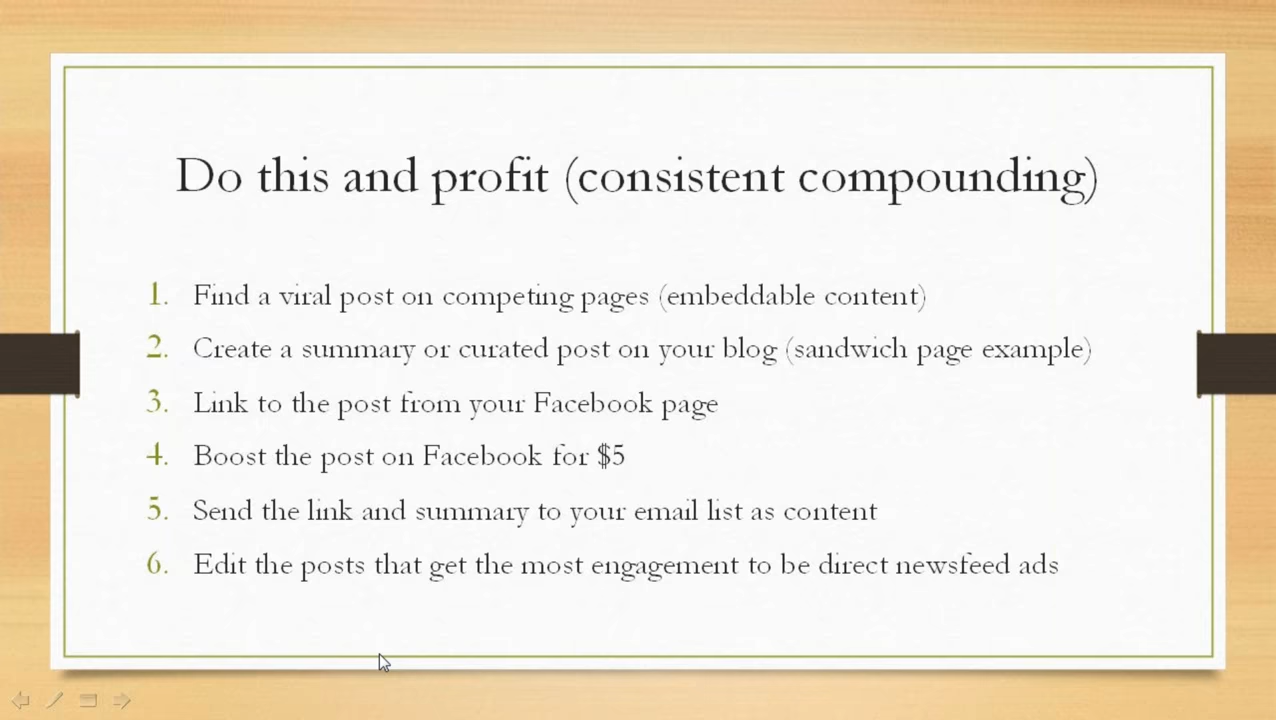 Do this and profit (consistent compounding)
1. Find a viral post on competing pages (embeddable content)
2. Create a summary or curated post on your blog (sandwich page example)
3. Link to the post from your Facebook page
4. Boost the post on Facebook for $5
5. Send the link and summary to your email list as content
6. Edit the posts that get the most engagement to be direct newsfeed ads